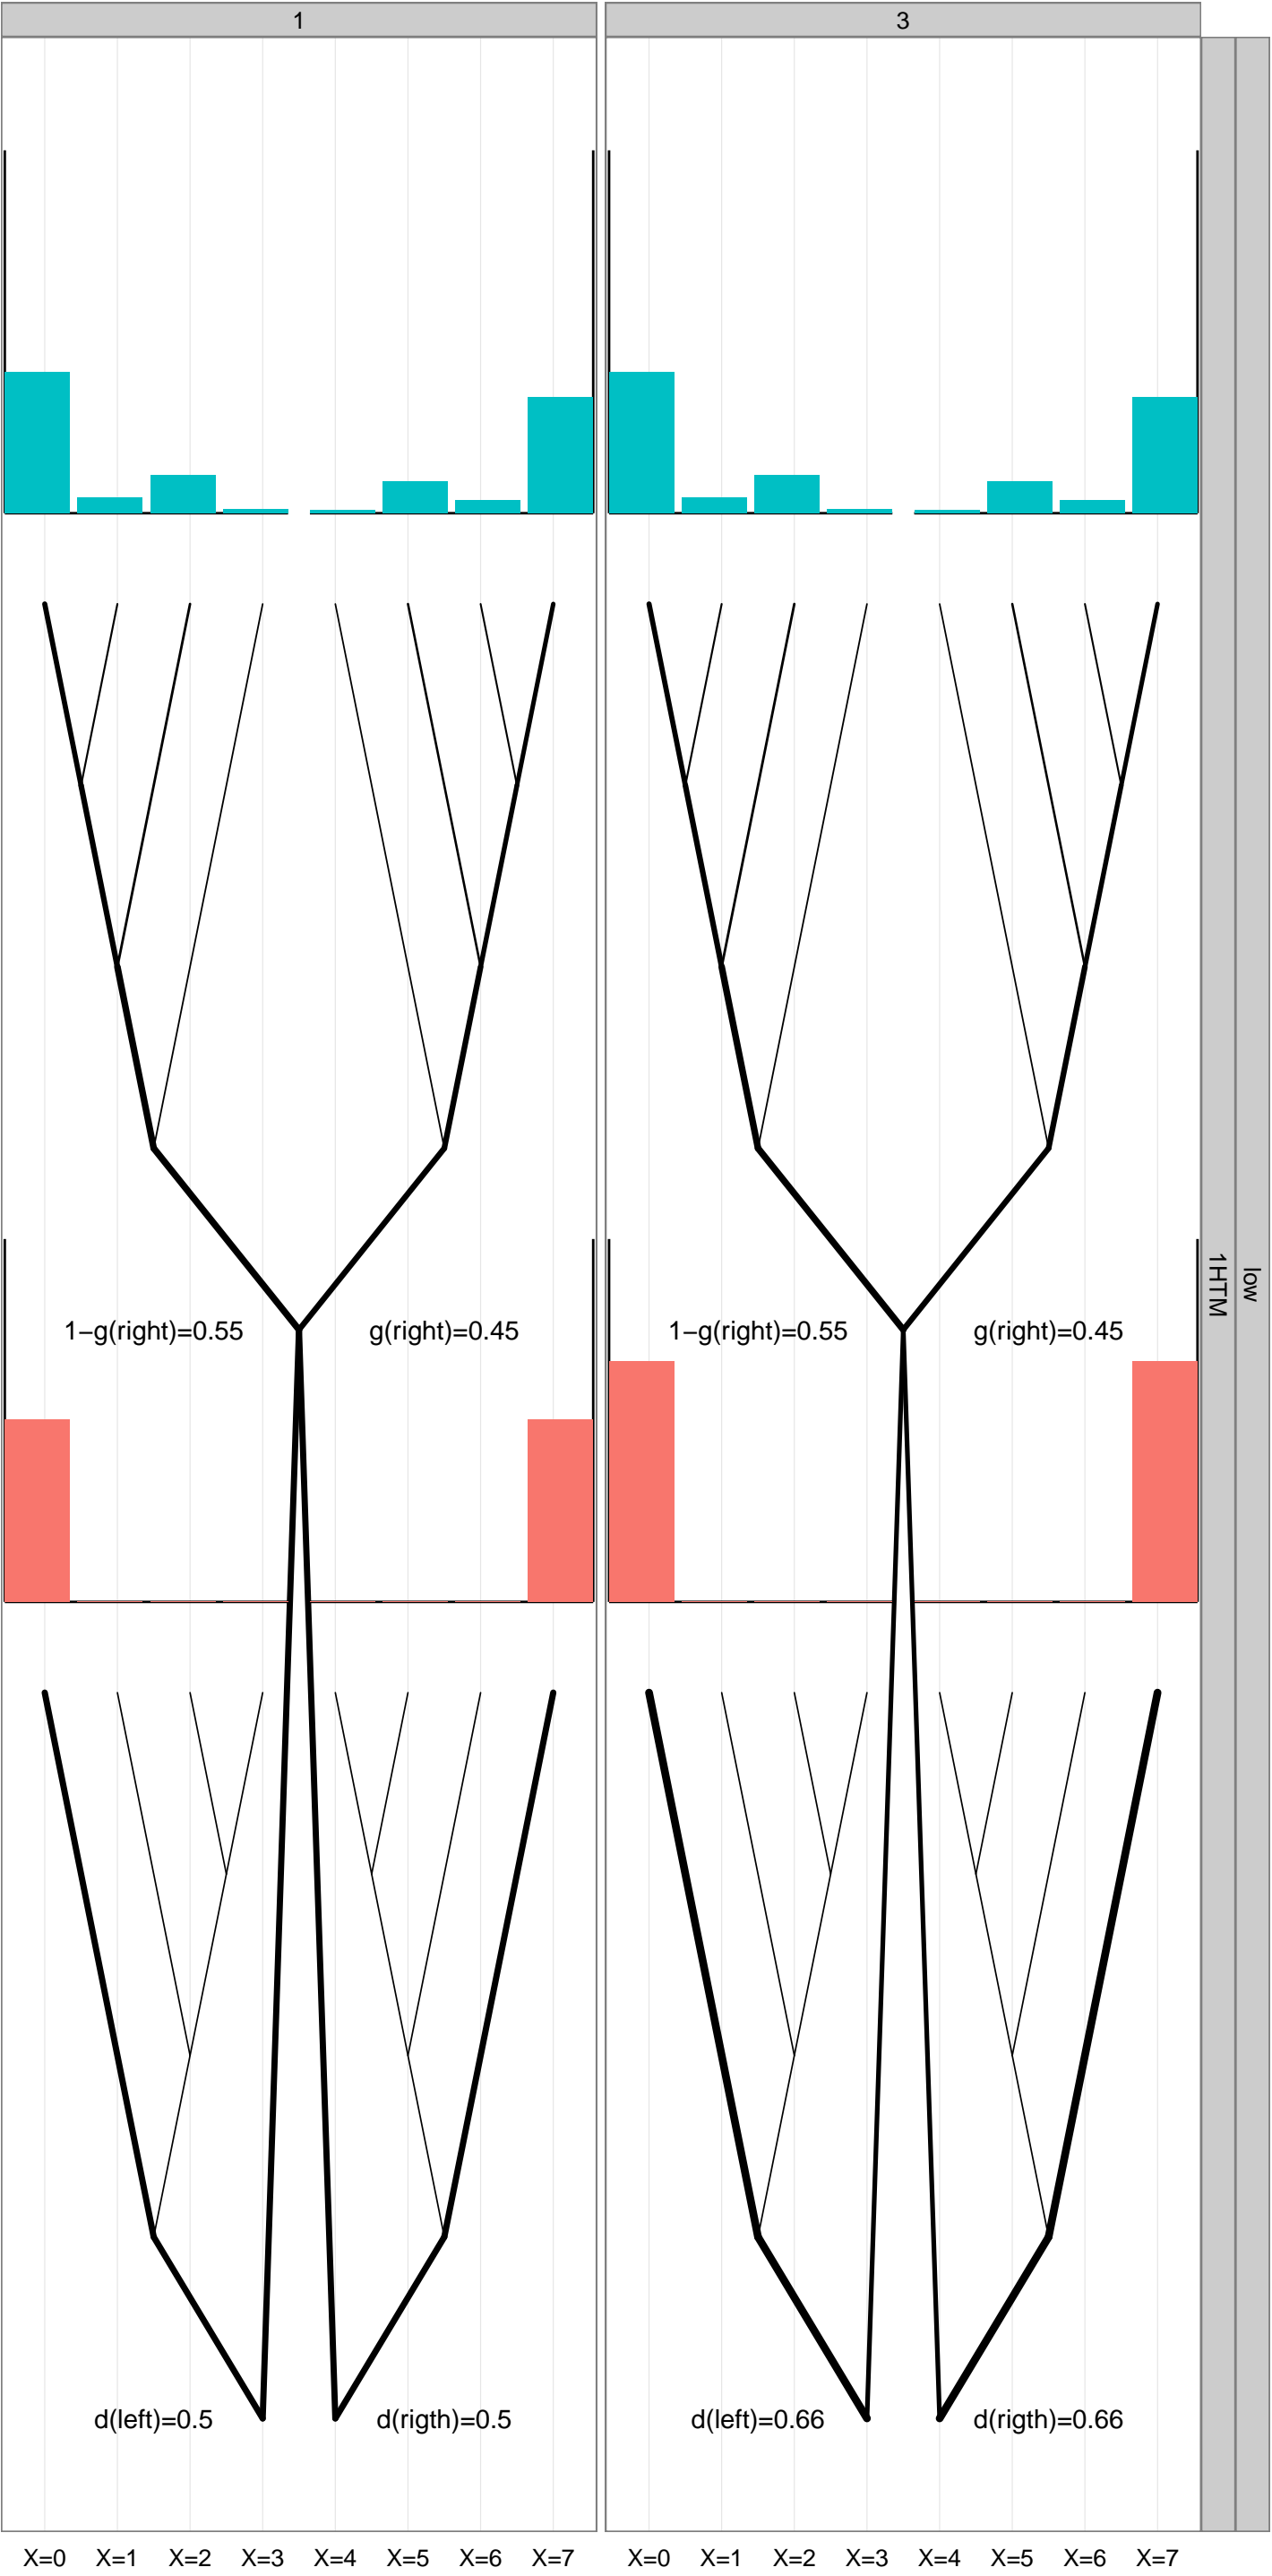 1 3
1−g(right)=0.55 g(right)=0.45 1−g(right)=0.55 g(right)=0.45
1HTM
low
d(left)=0.5 d(rigth)=0.5 d(left)=0.66 d(rigth)=0.66
X=0 X=1 X=2 X=3 X=4 X=5 X=6 X=7 X=0 X=1 X=2 X=3 X=4 X=5 X=6 X=7